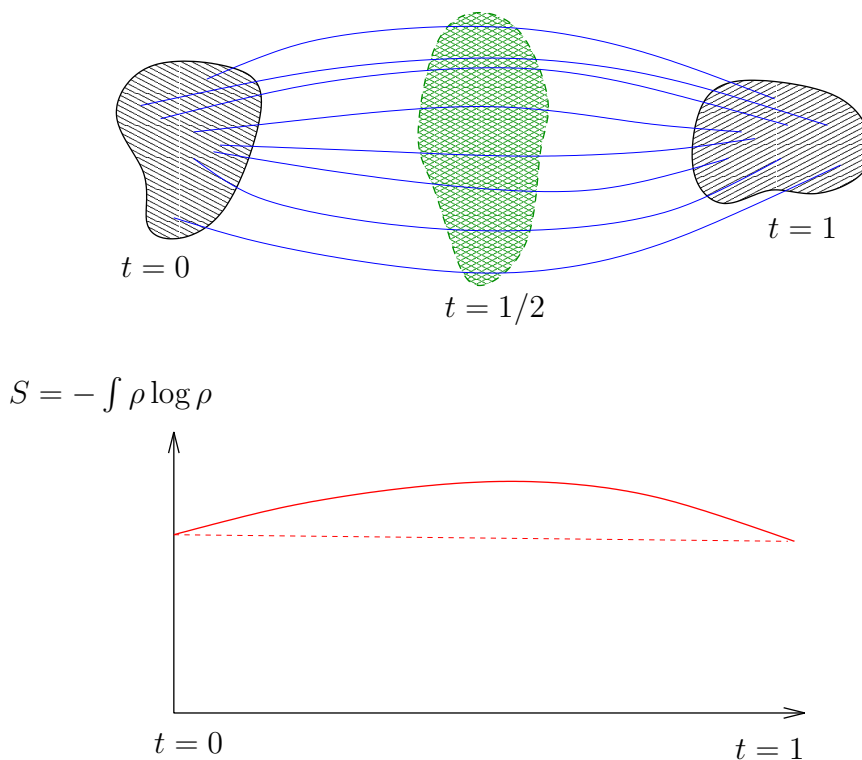 t = 0
t = 1/2
t = 1
S = − ∫ ρ log ρ
t = 0
t = 1